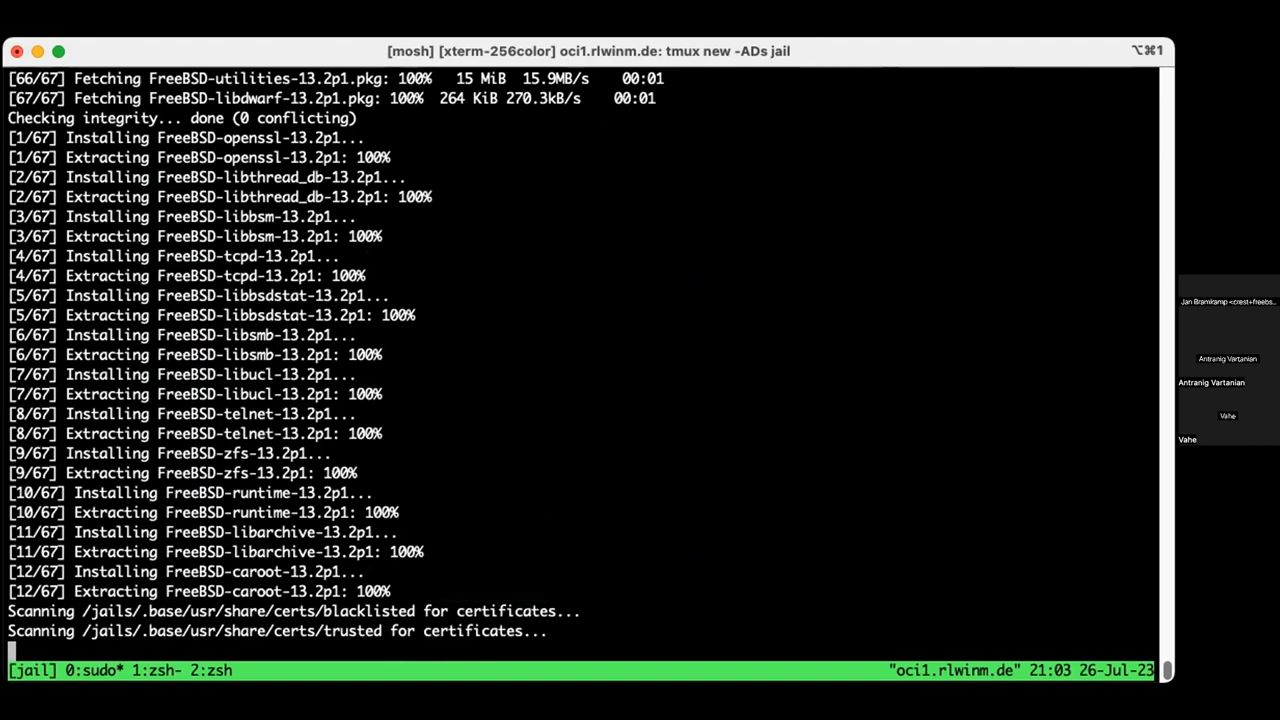 [mosh] [xterm-256color] oci1.rlwinm.de: tmux new -ADs jail
⌥⌘1
[66/67] Fetching FreeBSD-utilities-13.2p1.pkg: 100%   15 MiB  15.9MB/s    00:01
[67/67] Fetching FreeBSD-libdwarf-13.2p1.pkg: 100%  264 KiB 270.3kB/s    00:01
Checking integrity... done (0 conflicting)
[1/67] Installing FreeBSD-openssl-13.2p1...
[1/67] Extracting FreeBSD-openssl-13.2p1: 100%
[2/67] Installing FreeBSD-libthread_db-13.2p1...
[2/67] Extracting FreeBSD-libthread_db-13.2p1: 100%
[3/67] Installing FreeBSD-libbsm-13.2p1...
[3/67] Extracting FreeBSD-libbsm-13.2p1: 100%
[4/67] Installing FreeBSD-tcpd-13.2p1...
[4/67] Extracting FreeBSD-tcpd-13.2p1: 100%
[5/67] Installing FreeBSD-libbsdstat-13.2p1...
[5/67] Extracting FreeBSD-libbsdstat-13.2p1: 100%
[6/67] Installing FreeBSD-libsmb-13.2p1...
[6/67] Extracting FreeBSD-libsmb-13.2p1: 100%
[7/67] Installing FreeBSD-libucl-13.2p1...
[7/67] Extracting FreeBSD-libucl-13.2p1: 100%
[8/67] Installing FreeBSD-telnet-13.2p1...
[8/67] Extracting FreeBSD-telnet-13.2p1: 100%
[9/67] Installing FreeBSD-zfs-13.2p1...
[9/67] Extracting FreeBSD-zfs-13.2p1: 100%
[10/67] Installing FreeBSD-runtime-13.2p1...
[10/67] Extracting FreeBSD-runtime-13.2p1: 100%
[11/67] Installing FreeBSD-libarchive-13.2p1...
[11/67] Extracting FreeBSD-libarchive-13.2p1: 100%
[12/67] Installing FreeBSD-caroot-13.2p1...
[12/67] Extracting FreeBSD-caroot-13.2p1: 100%
Scanning /jails/.base/usr/share/certs/blacklisted for certificates...
Scanning /jails/.base/usr/share/certs/trusted for certificates...
[jail] 0:sudo* 1:zsh- 2:zsh "oci1.rlwinm.de" 21:03 26-Jul-23
Jan Bramkamp <crest+freebs...
Antranig Vartanian
Antranig Vartanian
Vahe
Vahe